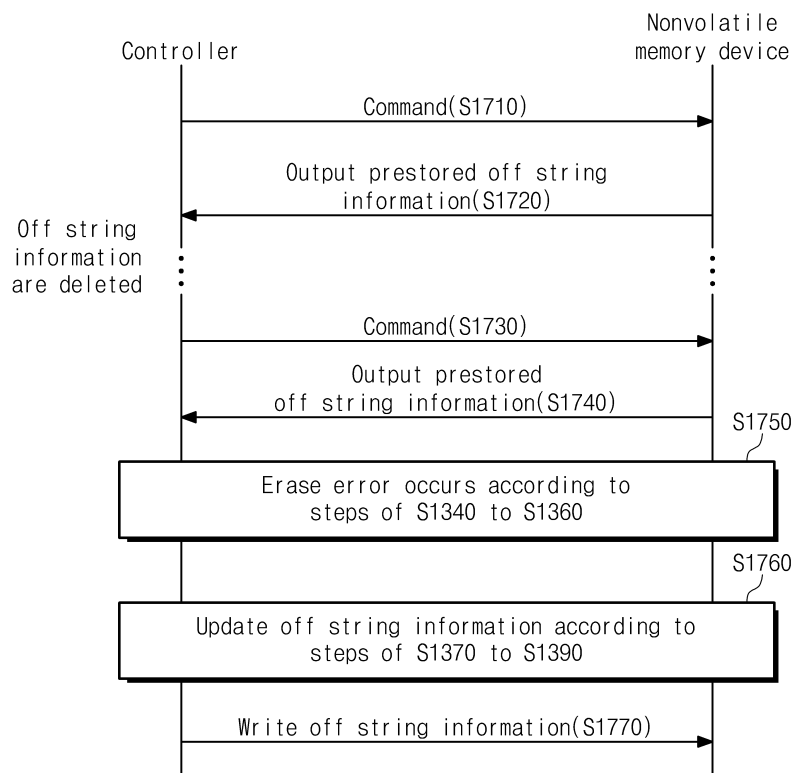 Nonvolatile
memory device
Controller
Command(S1710)
Output prestored off string
information(S1720)
Off string
information
are deleted
Command(S1730)
Output prestored
off string information(S1740)
S1750
Erase error occurs according to
steps of S1340 to S1360
S1760
Update off string information according to
steps of S1370 to S1390
Write off string information(S1770)